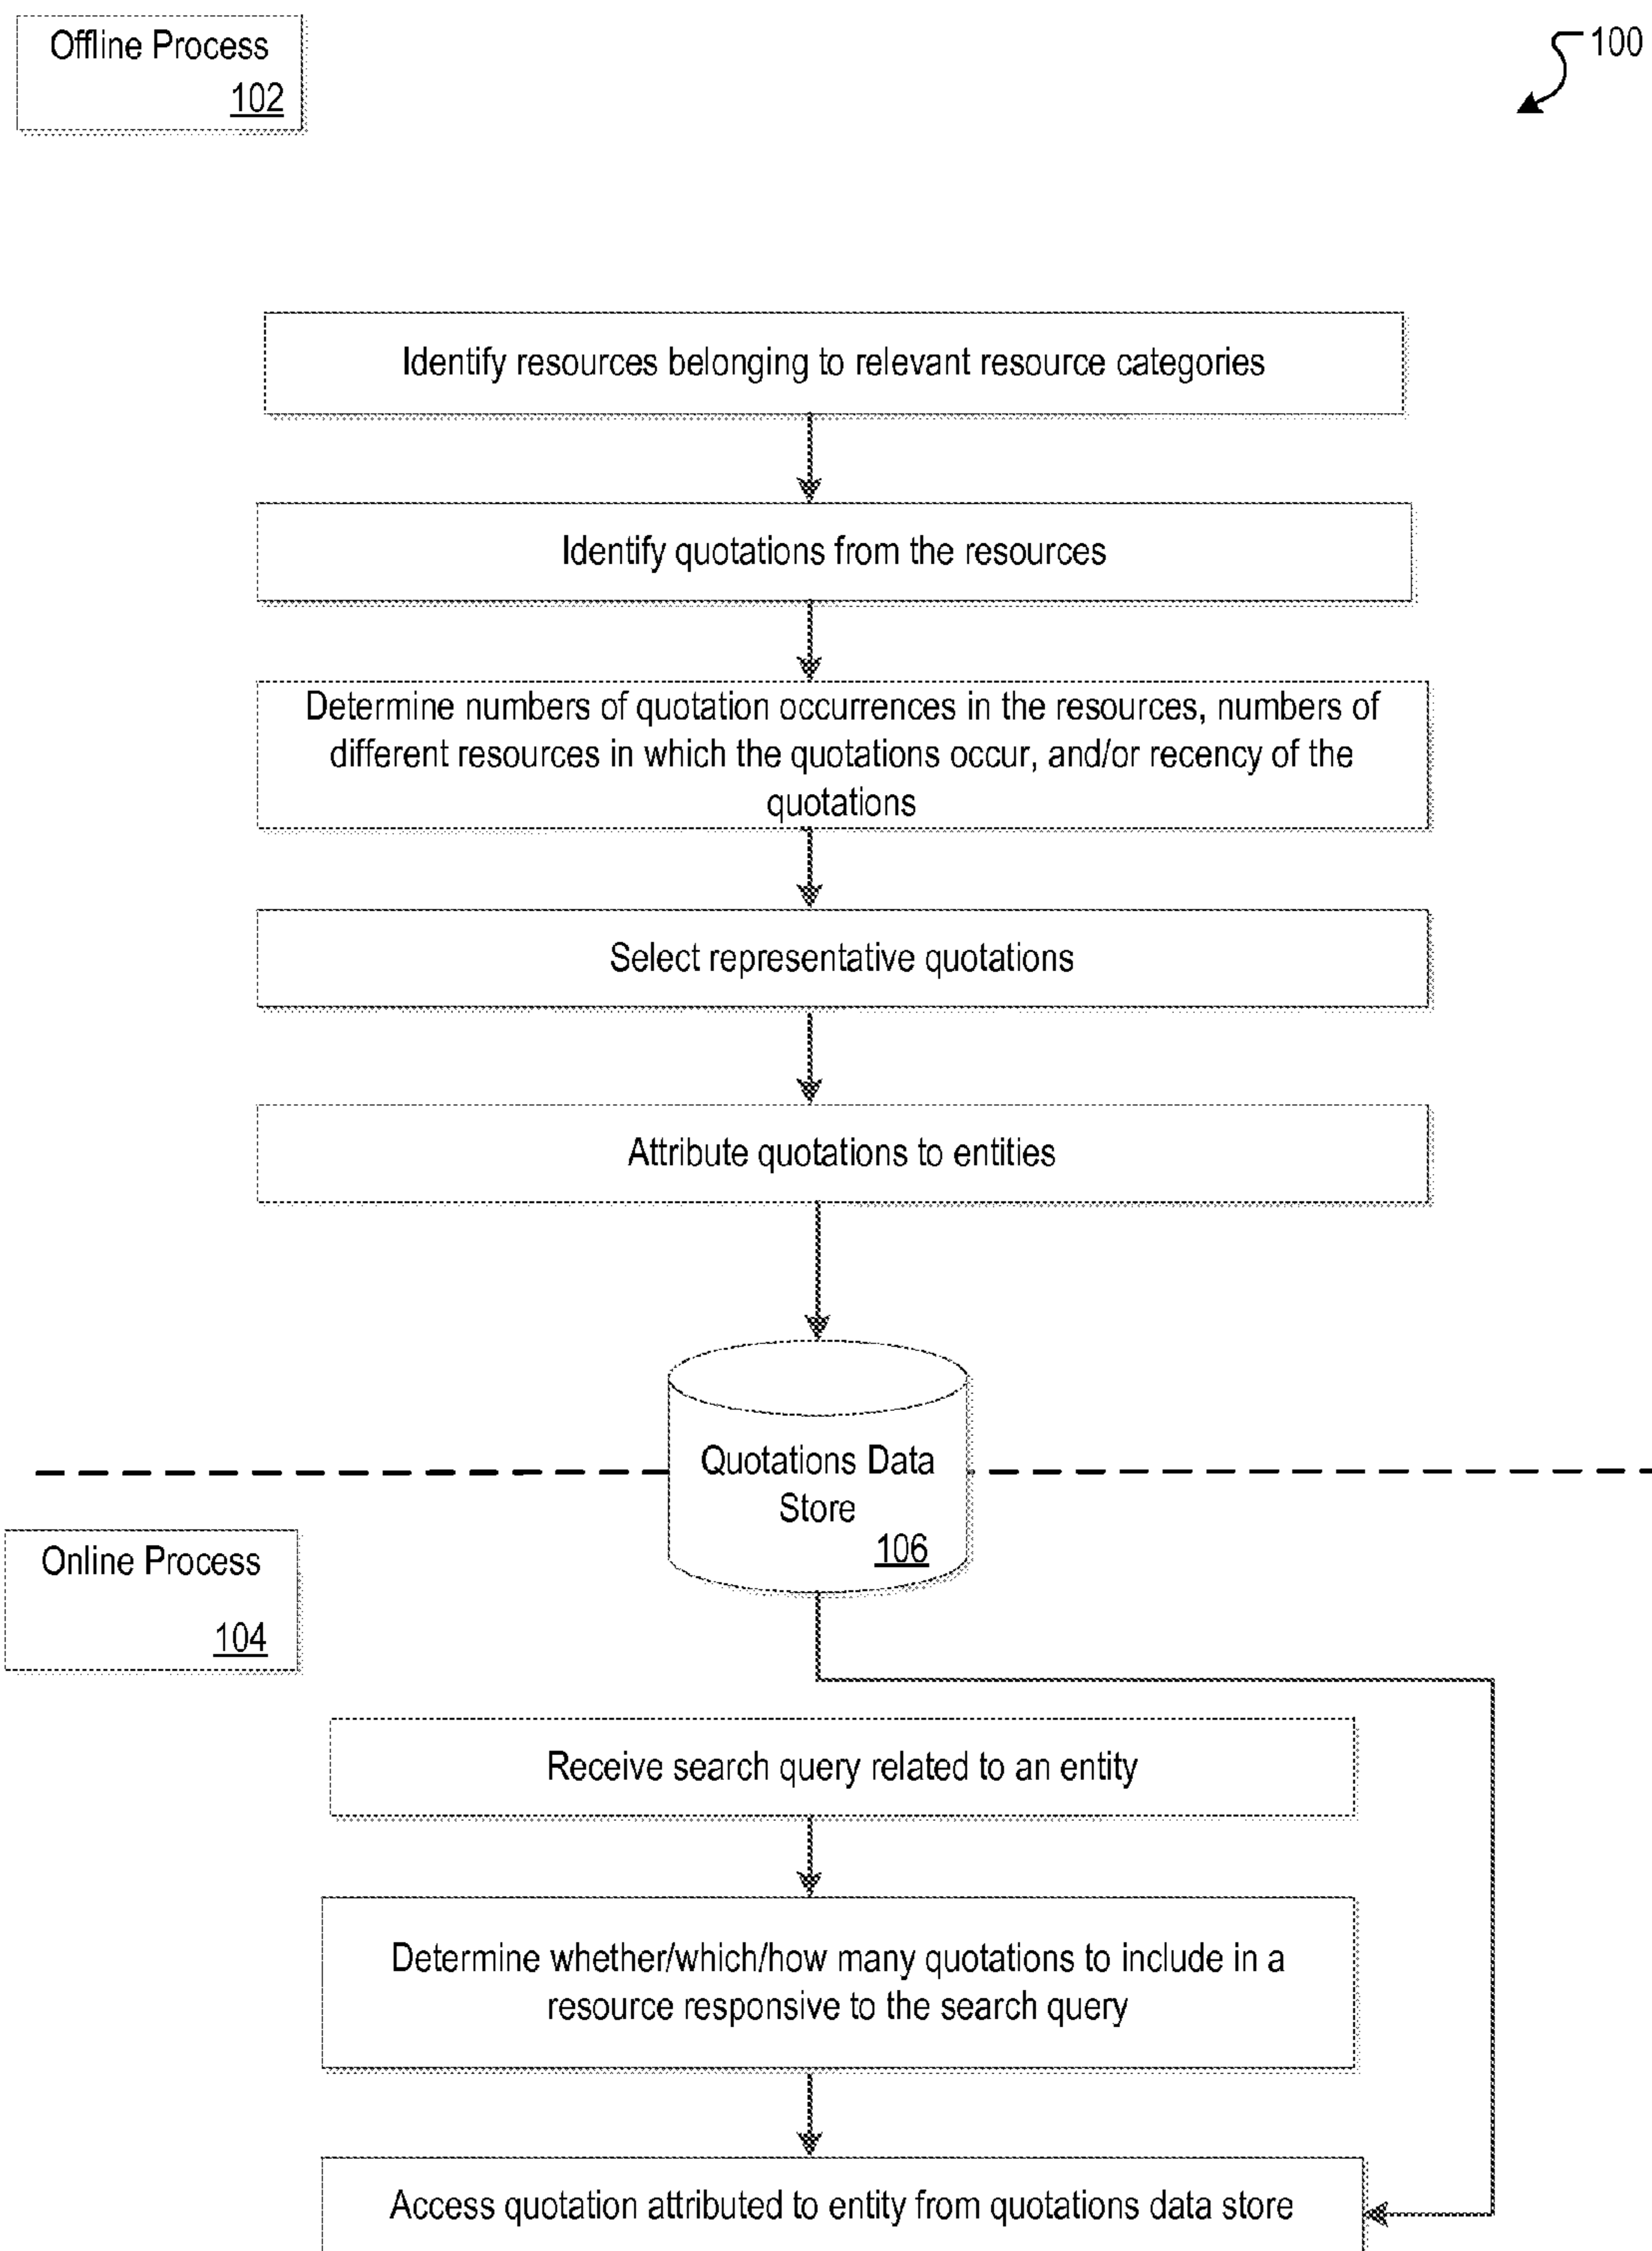 Offline Process
102
100
Identify resources belonging to relevant resource categories
Identify quotations from the resources
Determine numbers of quotation occurrences in the resources, numbers of
different resources in which the quotations occur, and/or recency of the
quotations
Select representative quotations
Attribute quotations to entities
Quotations Data
Store
106
Online Process
104
Receive search query related to an entity
Determine whether/which/how many quotations to include in a
resource responsive to the search query
Access quotation attributed to entity from quotations data store